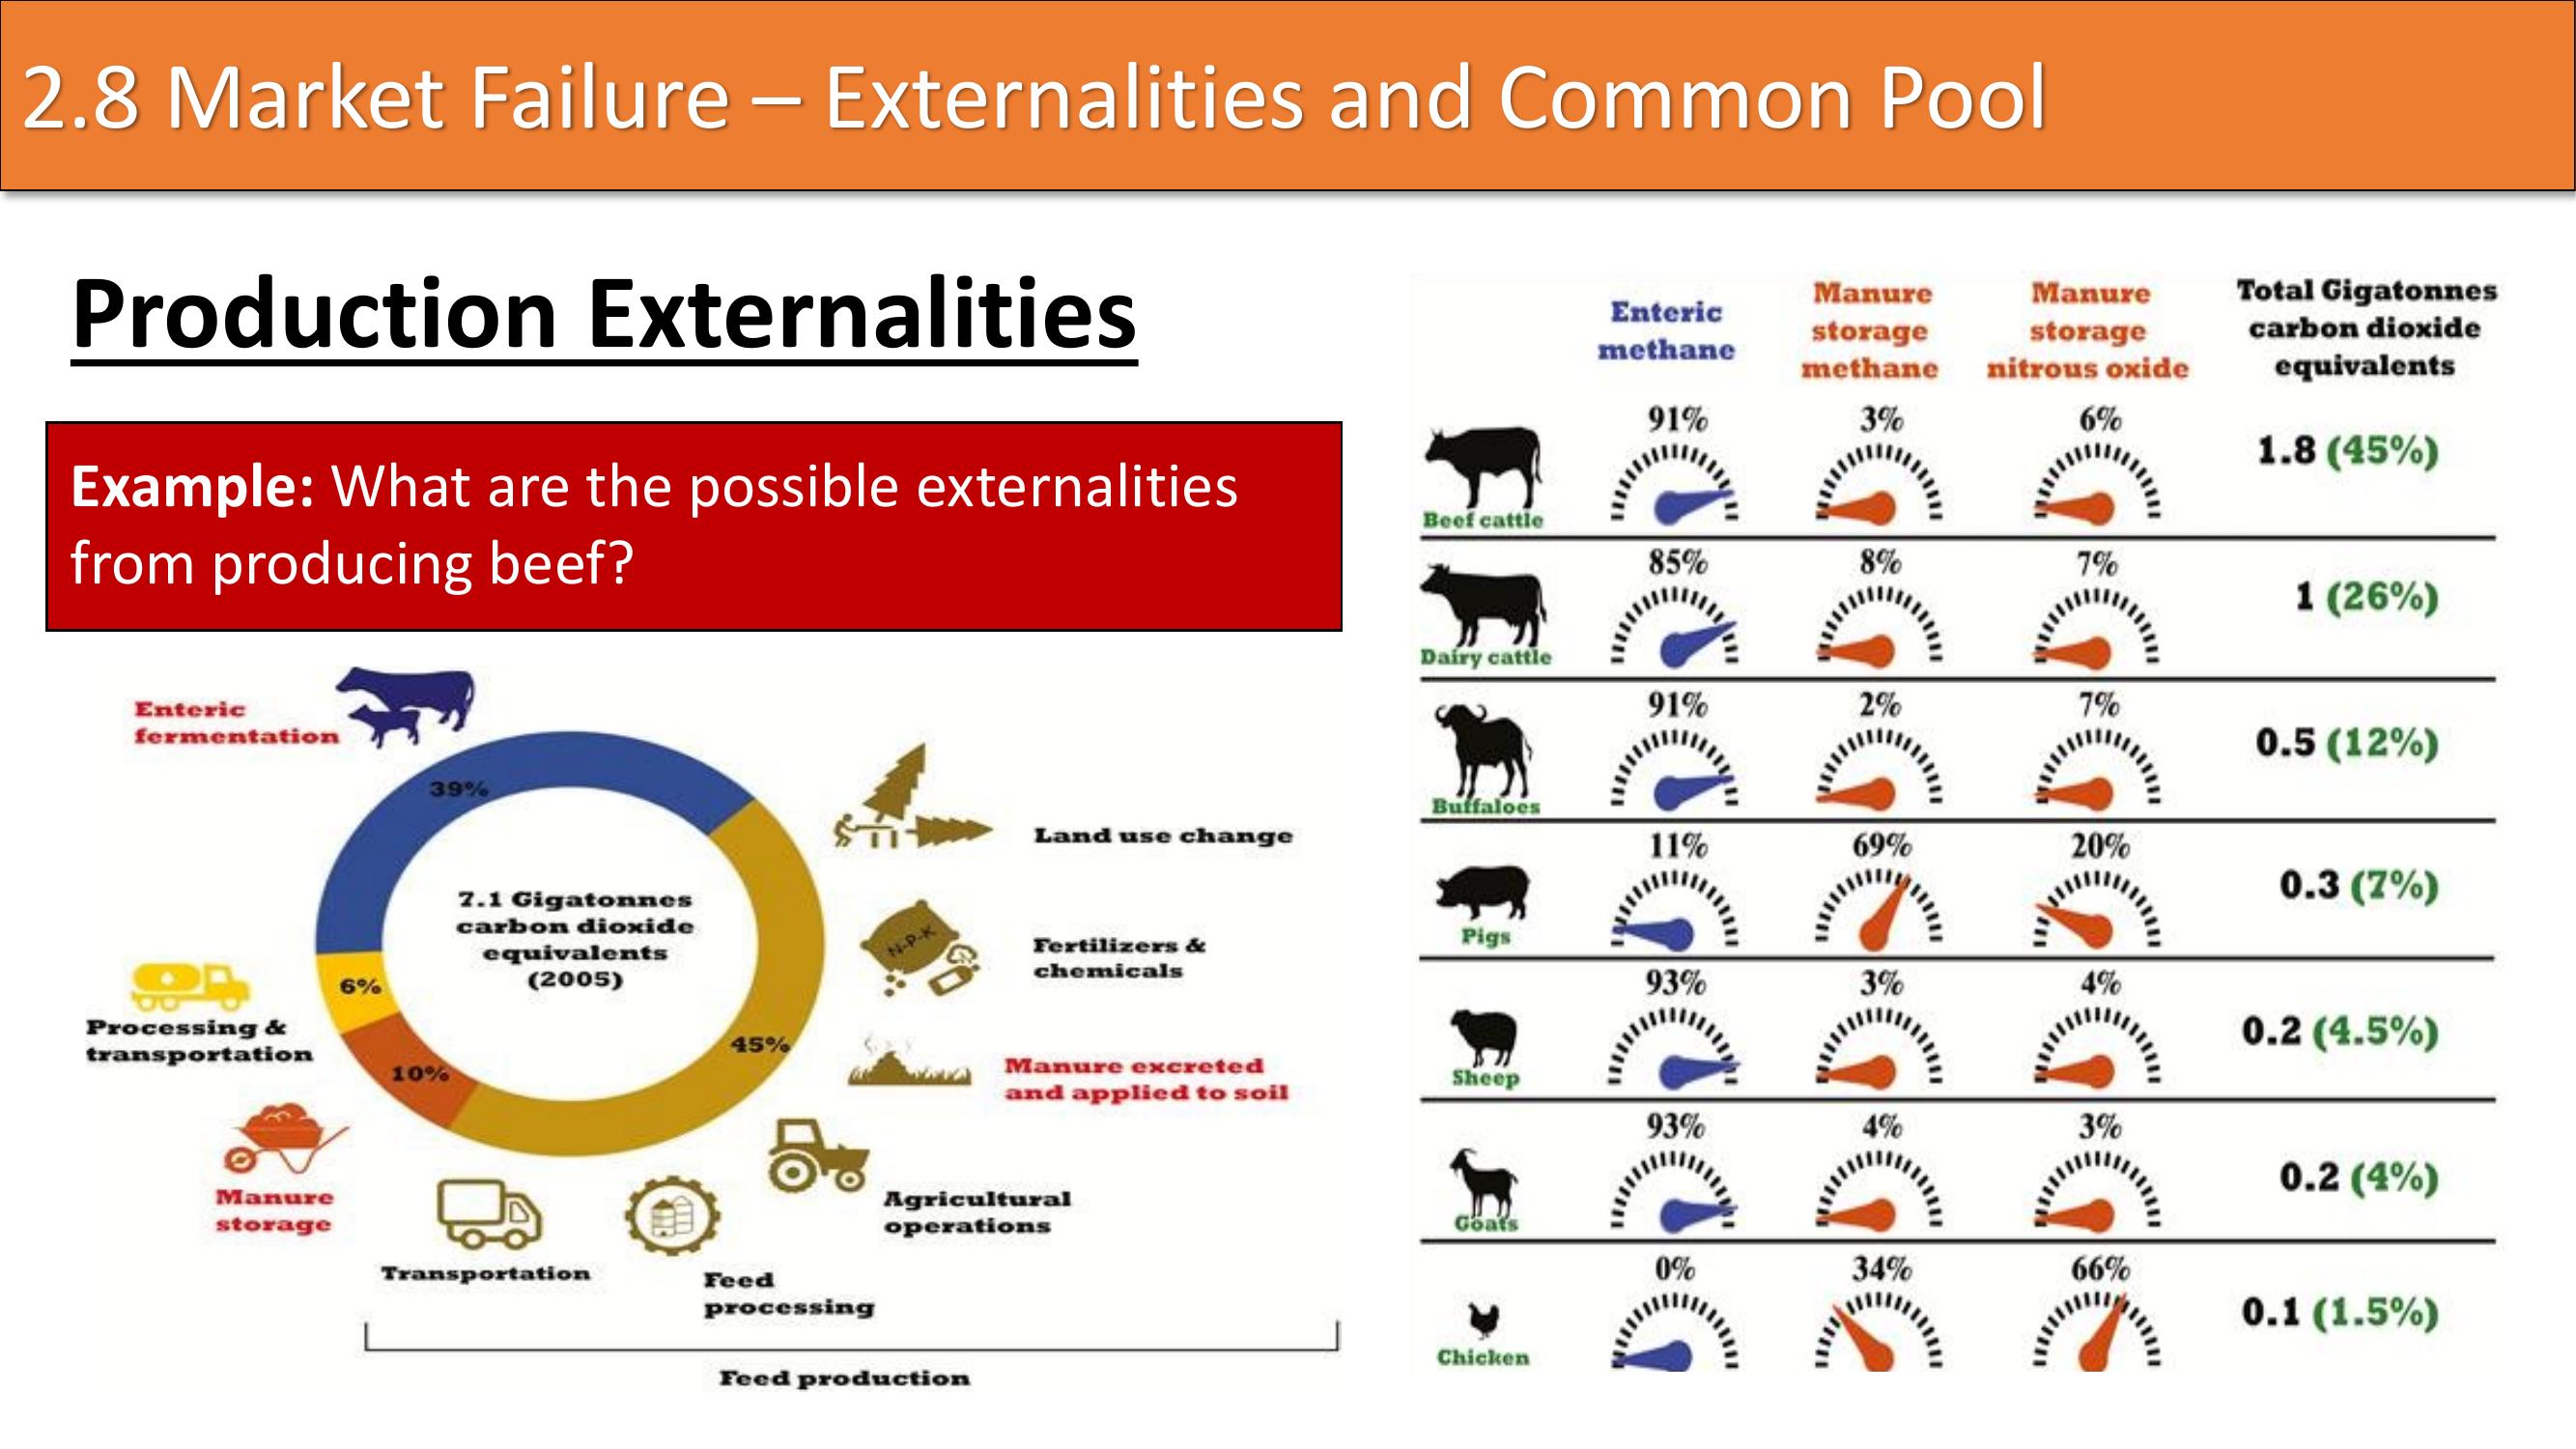 2.8 Market Failure – Externalities and Common Pool
Production Externalities
Example: What are the possible externalities
from producing beef?
Enteric
fermentation
39%
Land use change
7.1 Gigatonnes
carbon dioxide
equivalents
(2005)
N-P-K
Fertilizers &
chemicals
6%
Processing &
transportation
45%
10%
Manure excreted
and applied to soil
Manure
storage
Agricultural
operations
Transportation
Feed
processing
Feed production
Enteric
methane
Manure
storage
methane
Manure
storage
nitrous oxide
Total Gigatonnes
carbon dioxide
equivalents
91% 3% 6%
1.8 (45%)
Beef cattle
85% 8% 7%
1 (26%)
Dairy cattle
91% 2% 7%
0.5 (12%)
Buffaloes
11% 69% 20%
0.3 (7%)
Pigs
93% 3% 4%
0.2 (4.5%)
Sheep
93% 4% 3%
0.2 (4%)
Goats
0% 34% 66%
0.1 (1.5%)
Chicken